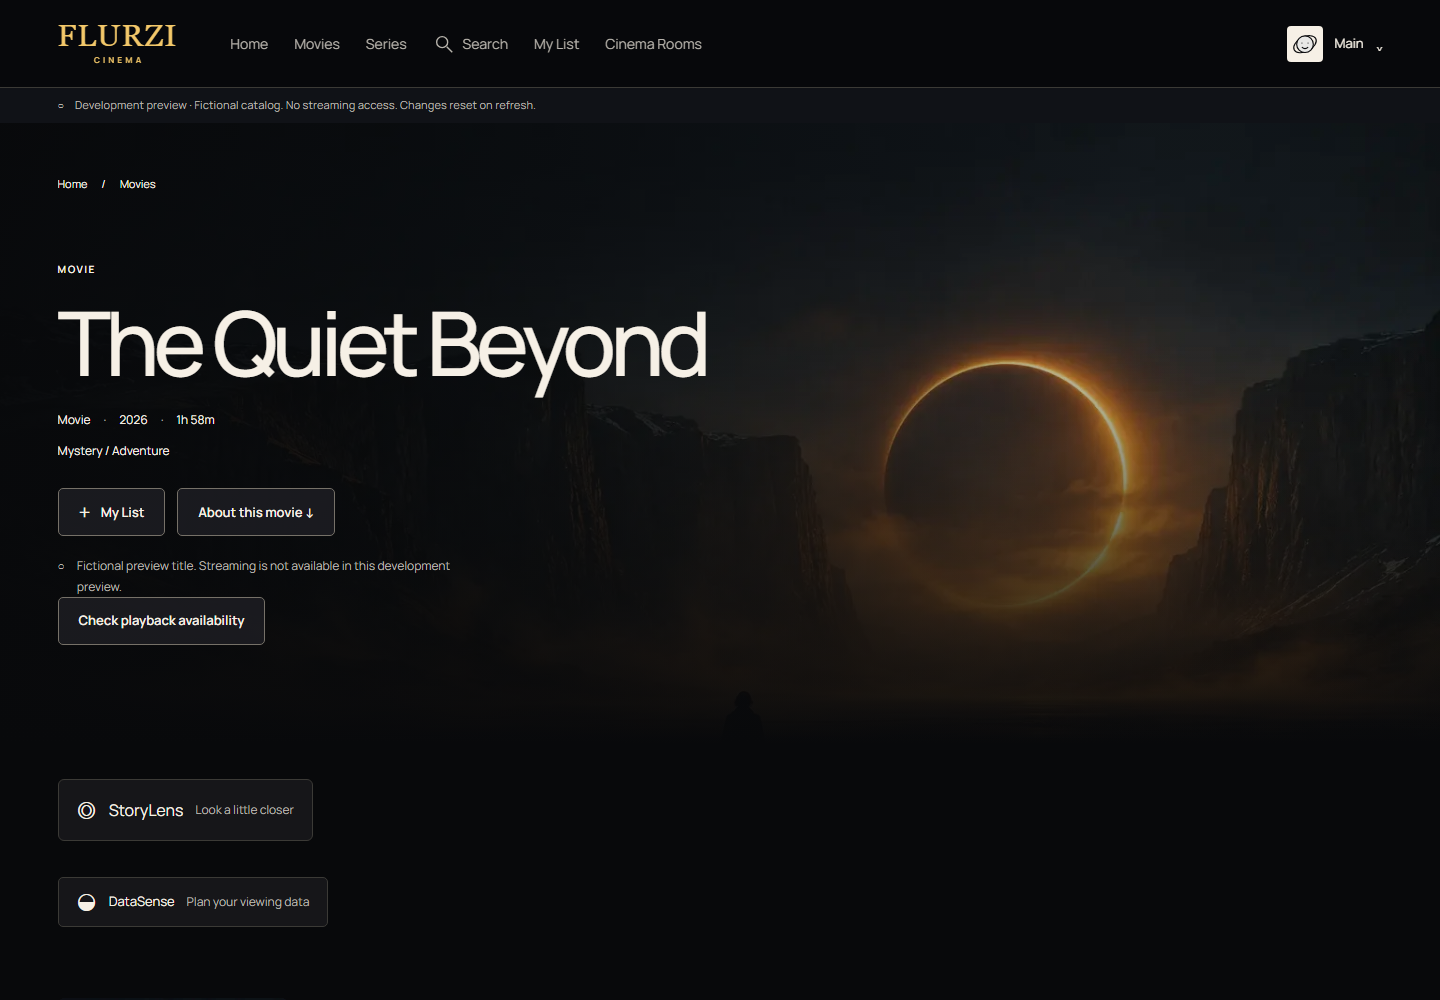 FLURZI
CINEMA
Home
Movies
Series
Search
My List
Cinema Rooms
Main
Development preview · Fictional catalog. No streaming access. Changes reset on refresh.
Home / Movies
MOVIE
The Quiet Beyond
Movie · 2026 · 1h 58m
Mystery / Adventure
+ My List
About this movie ↓
Fictional preview title. Streaming is not available in this development
preview.
Check playback availability
StoryLens Look a little closer
DataSense Plan your viewing data